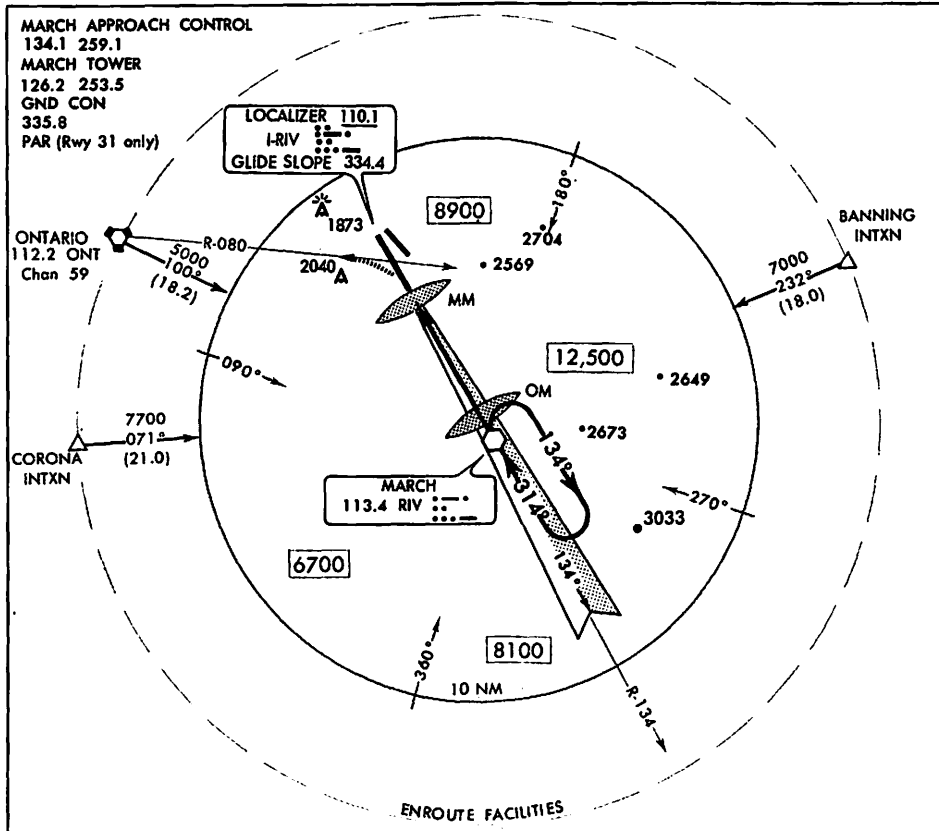 MARCH APPROACH CONTROL
134.1 259.1
MARCH TOWER
126.2 253.5
GND CON
335.8
PAR (Rwy 31 only)
LOCALIZER 110.1
I-RIV
GLIDE SLOPE 334.4
1873
8900
180°
2704
BANNING
INTXN
ONTARIO
112.2 ONT
Chan 59
R-080
5000
100°
(18.2)
2040
2569
7000
232°
(18.0)
MM
090°
12,500
2649
OM
2673
7700
071°
(21.0)
CORONA
INTXN
134°
314°
MARCH
113.4 RIV
270°
3033
6700
134°
360°
8100
10 NM
R-134
ENROUTE FACILITIES